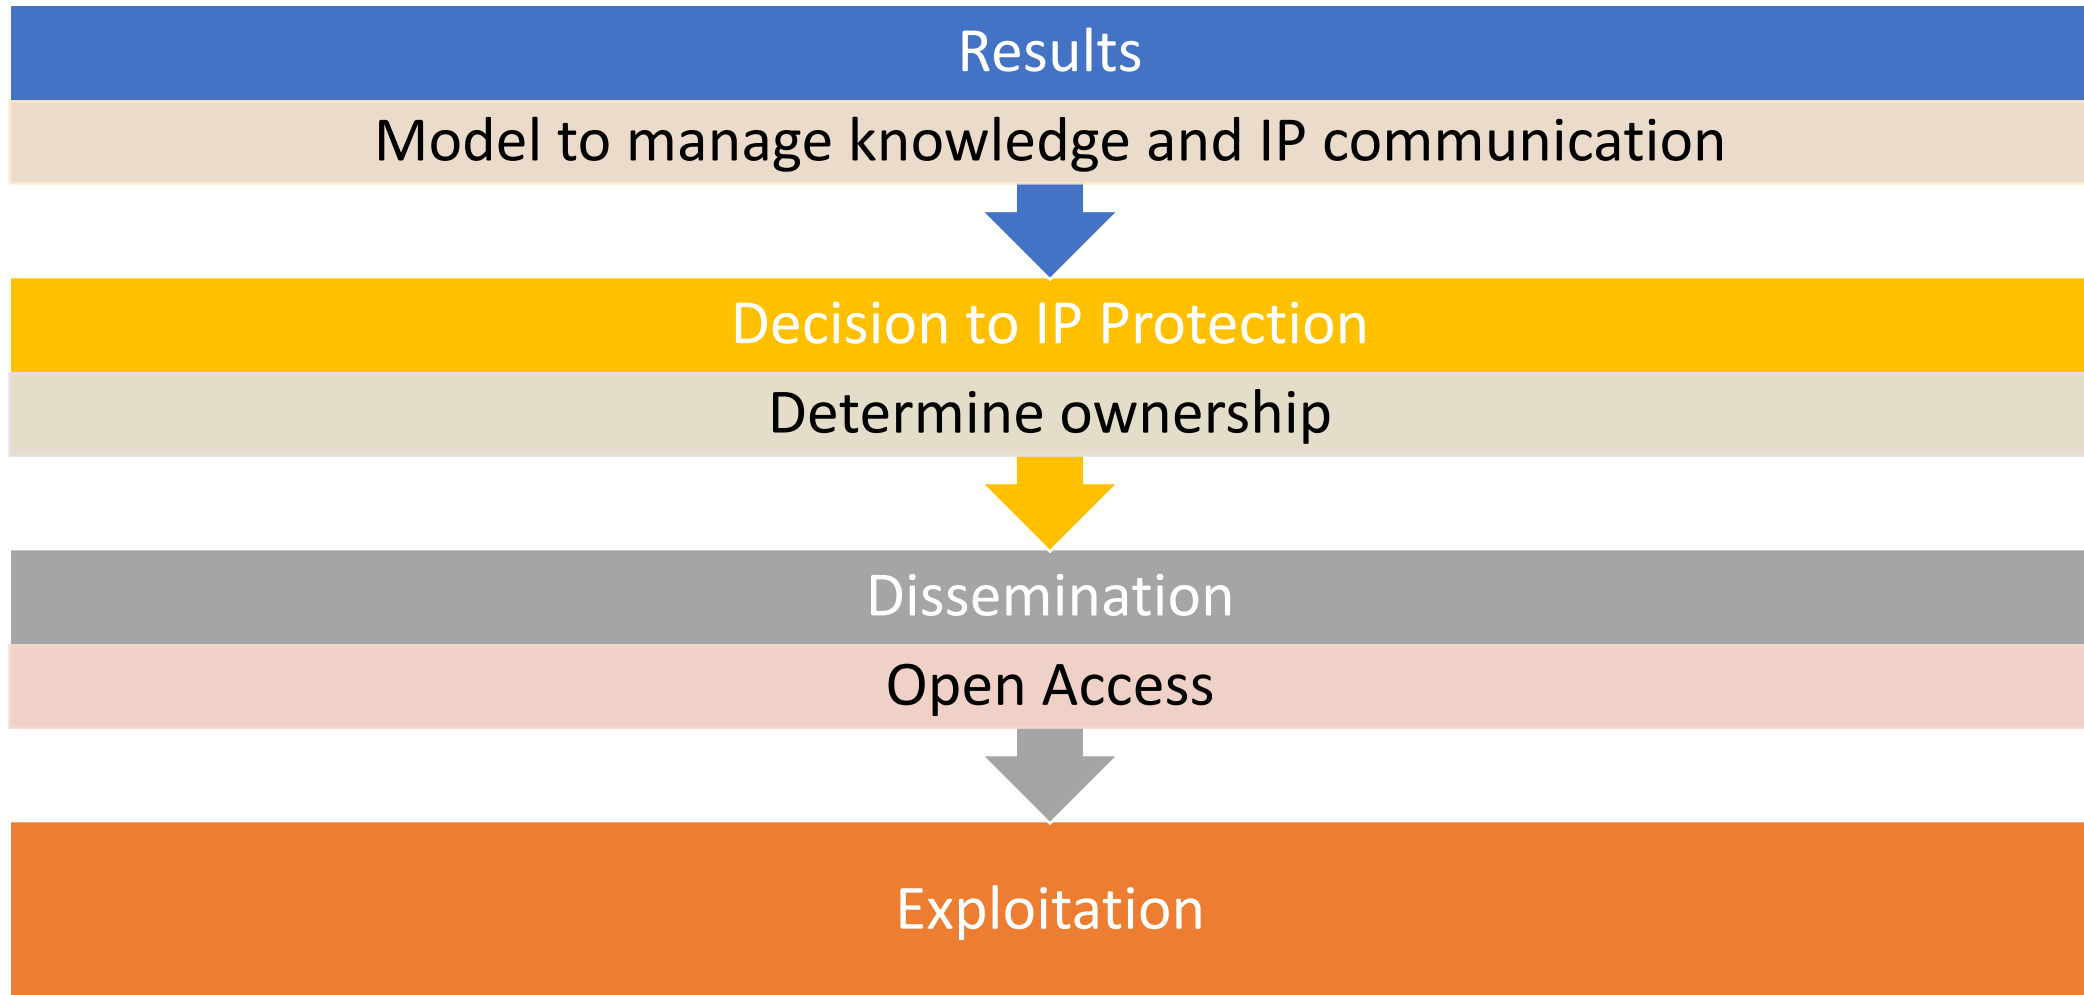 Results
Model to manage knowledge and IP communication
Decision to IP Protection
Determine ownership
Dissemination
Open Access
Exploitation